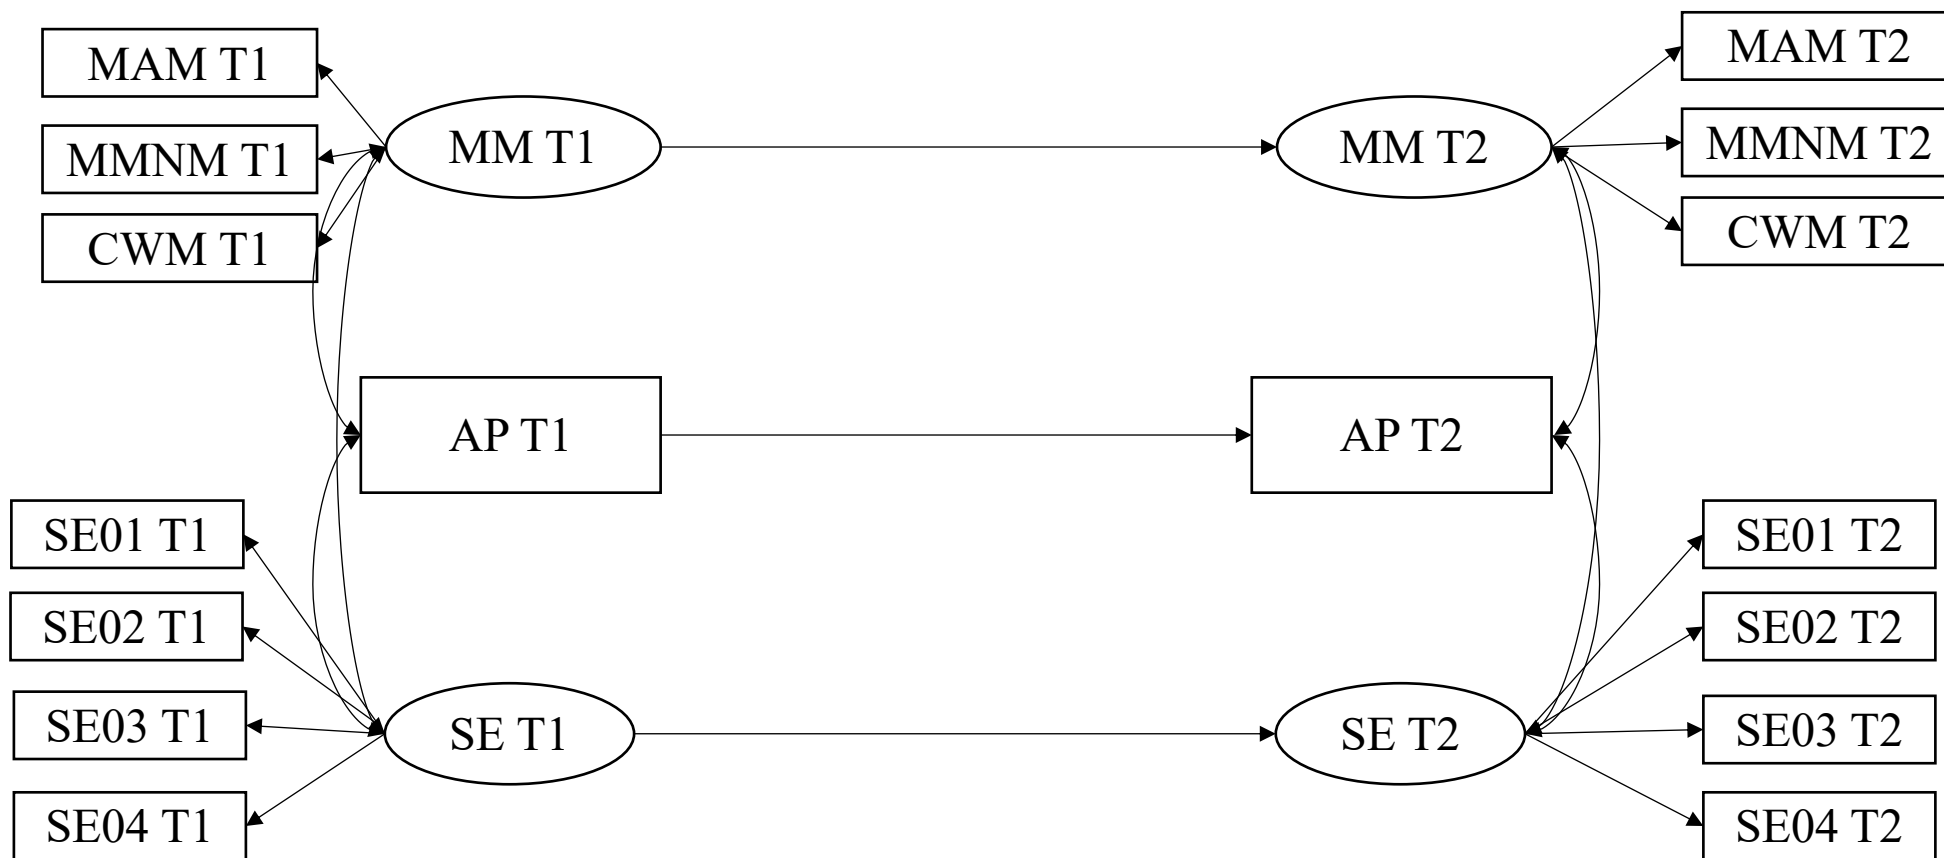 MAM T1
MMNM T1
CWM T1
MM T1
MM T2
MAM T2
MMNM T2
CWM T2
AP T1
AP T2
SE01 T1
SE02 T1
SE03 T1
SE04 T1
SE T1
SE T2
SE01 T2
SE02 T2
SE03 T2
SE04 T2